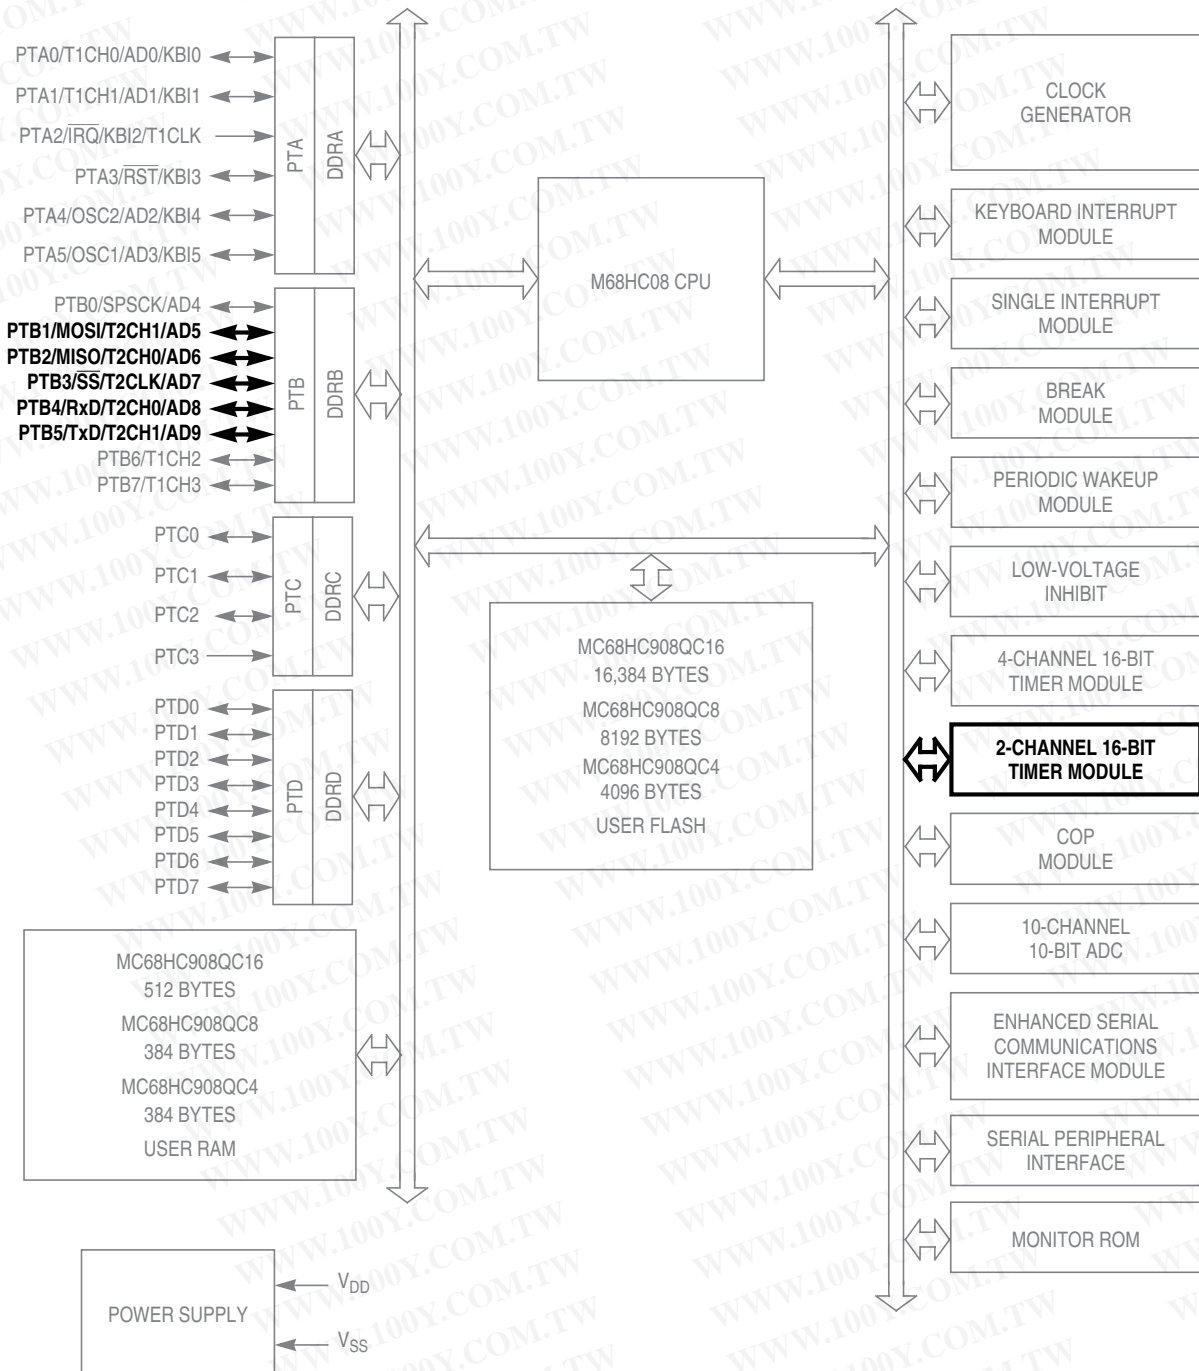 PTA0/T1CH0/AD0/KBI0
PTA1/T1CH1/AD1/KBI1
PTA2/IRQ/KBI2/T1CLK
PTA3/RST/KBI3
PTA4/OSC2/AD2/KBI4
PTA5/OSC1/AD3/KBI5
PTA
DDRA
PTB0/SPSCK/AD4
PTB1/MOSI/T2CH1/AD5
PTB2/MISO/T2CH0/AD6
PTB3/SS/T2CLK/AD7
PTB4/RxD/T2CH0/AD8
PTB5/TxD/T2CH1/AD9
PTB6/T1CH2
PTB7/T1CH3
PTB
DDRB
PTC0
PTC1
PTC2
PTC3
PTC
DDRC
PTD0
PTD1
PTD2
PTD3
PTD4
PTD5
PTD6
PTD7
PTD
DDRD
MC68HC908QC16
512 BYTES
MC68HC908QC8
384 BYTES
MC68HC908QC4
384 BYTES
USER RAM
POWER SUPPLY
VDD
VSS
M68HC08 CPU
MC68HC908QC16
16,384 BYTES
MC68HC908QC8
8192 BYTES
MC68HC908QC4
4096 BYTES
USER FLASH
CLOCK
GENERATOR
KEYBOARD INTERRUPT
MODULE
SINGLE INTERRUPT
MODULE
BREAK
MODULE
PERIODIC WAKEUP
MODULE
LOW-VOLTAGE
INHIBIT
4-CHANNEL 16-BIT
TIMER MODULE
2-CHANNEL 16-BIT
TIMER MODULE
COP
MODULE
10-CHANNEL
10-BIT ADC
ENHANCED SERIAL
COMMUNICATIONS
INTERFACE MODULE
SERIAL PERIPHERAL
INTERFACE
MONITOR ROM
WWW.100Y.COM.TW